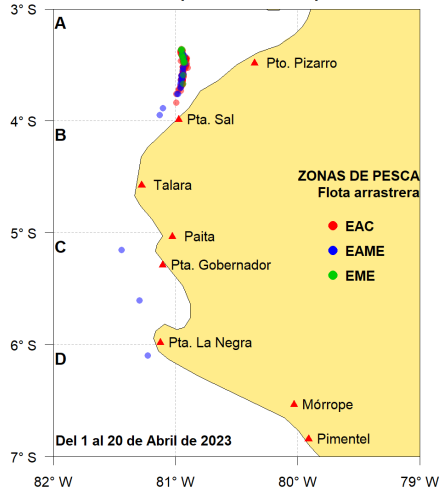 3° S
A
Pto. Pizarro
4° S
Pta. Sal
B
ZONAS DE PESCA
Flota arrastrera
Talara
EAC
5° S
Paita
EAME
C
Pta. Gobernador
EME
6° S
Pta. La Negra
D
Mórrope
Del 1 al 20 de Abril de 2023
Pimentel
7° S
82° W
81° W
80° W
79° W